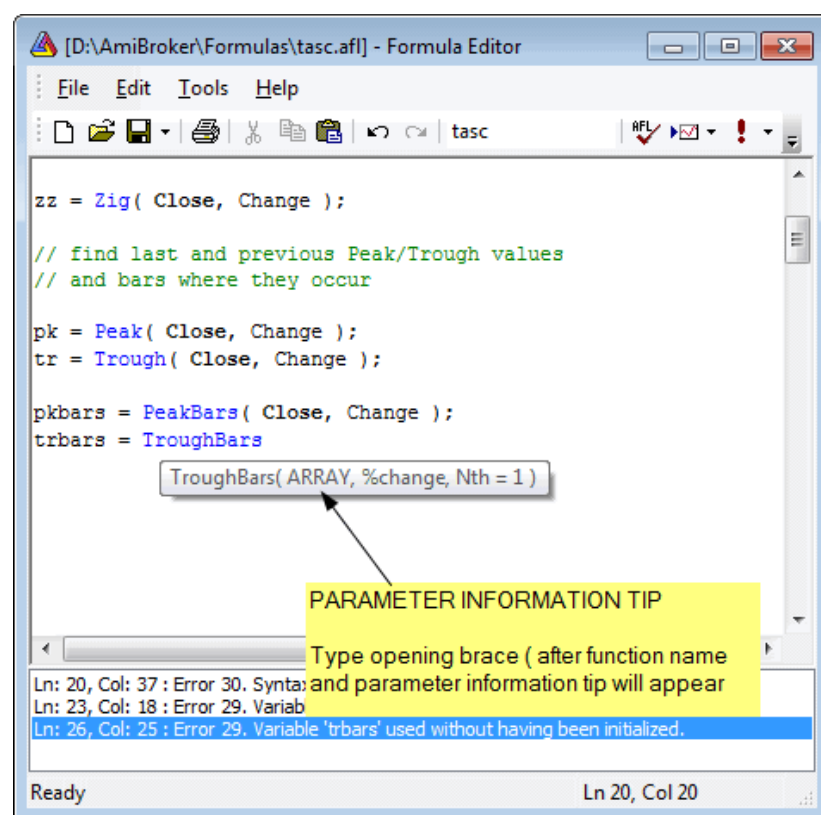 [D:\AmiBroker\Formulas\tasc.afl] - Formula Editor
File Edit Tools Help
tasc AFL
zz = Zig( Close, Change );
// find last and previous Peak/Trough values
// and bars where they occur
pk = Peak( Close, Change );
tr = Trough( Close, Change );
pkbars = PeakBars( Close, Change );
trbars = TroughBars
TroughBars( ARRAY, %change, Nth = 1 )
PARAMETER INFORMATION TIP
Type opening brace ( after function name
and parameter information tip will appear
Ln: 20, Col: 37 : Error 30.
Ln: 23, Col: 18 : Error 29.
Ln: 26, Col: 25 : Error 29. Variable 'trbars' used without having been initialized.
Ready Ln 20, Col 20